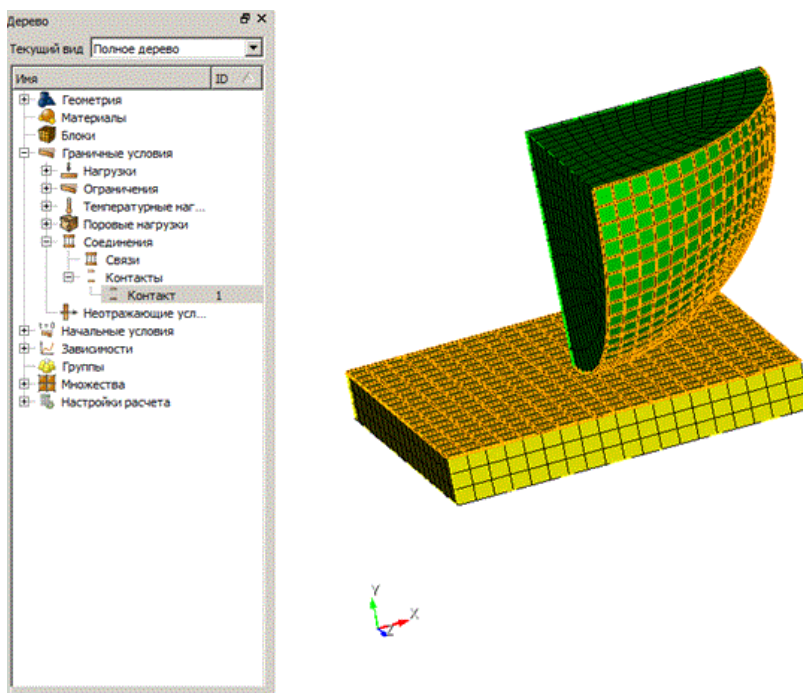 Дерево
Текущий вид Полное дерево
Имя ID
Геометрия
Материалы
Блоки
Граничные условия
Нагрузки
Ограничения
Температурные наг...
Поровые нагрузки
Соединения
Связи
Контакты
Контакт 1
Неотражающие усл...
t=0 Начальные условия
Зависимости
Группы
Множества
Настройки расчета
Y
X
Z